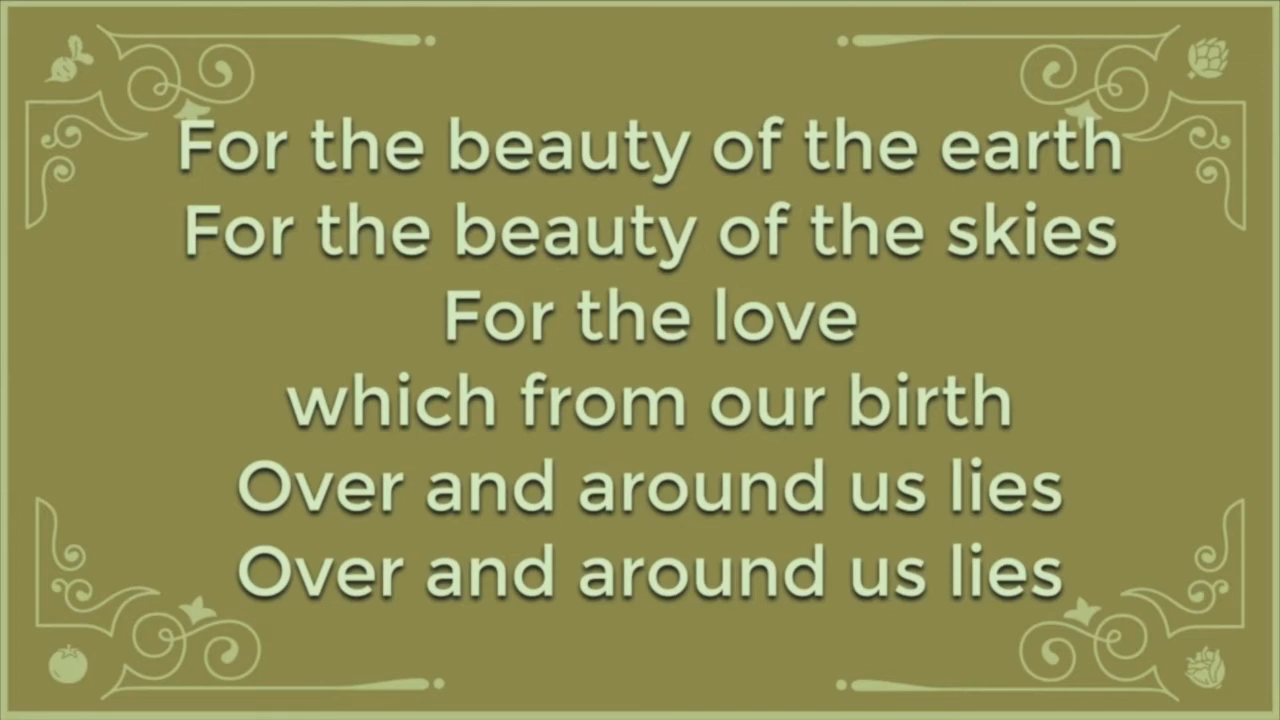 For the beauty of the earth
For the beauty of the skies
For the love
which from our birth
Over and around us lies
Over and around us lies